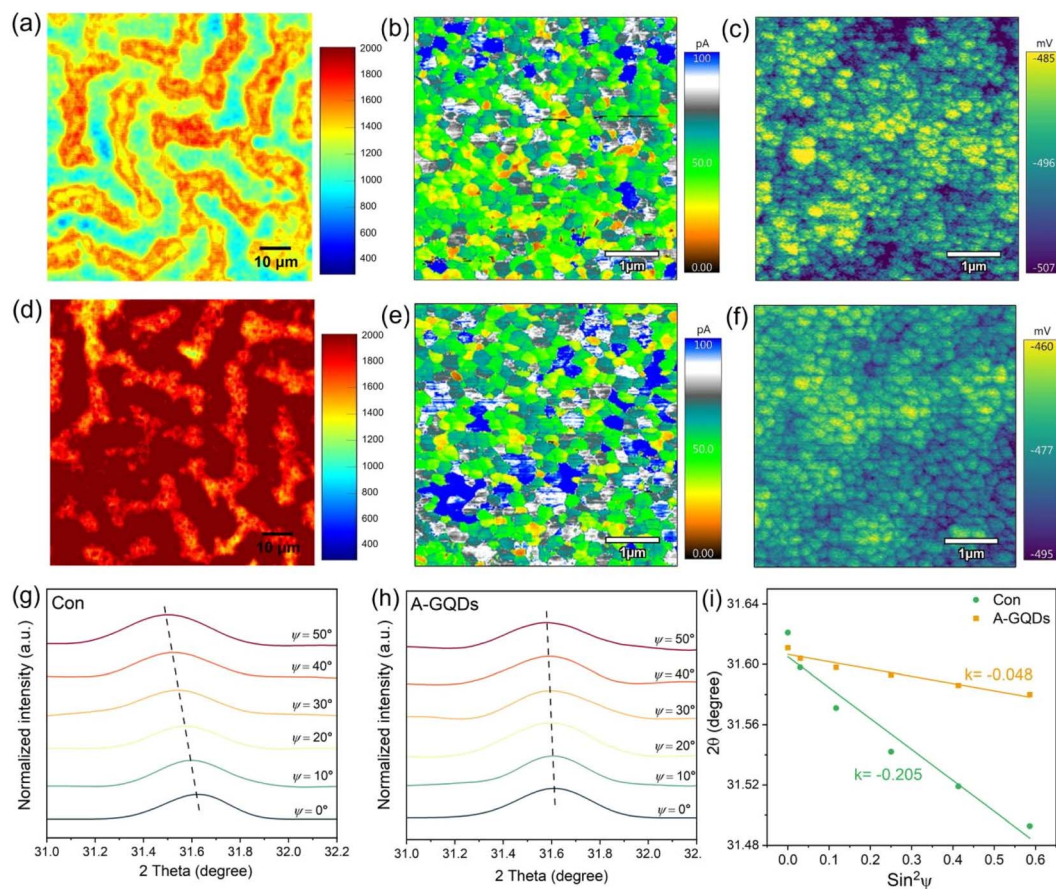 (a)
2000
1800
1600
1400
1200
1000
800
600
400
10 μm
(b)
pA
100
50.0
0.00
1μm
(c)
mV
-485
-496
-507
1μm
(d)
2000
1800
1600
1400
1200
1000
800
600
400
10 μm
(e)
pA
100
50.0
0.00
1μm
(f)
mV
-460
-477
-495
1μm
(g)
Con
Normalized intensity (a.u.)
ψ = 50°
ψ = 40°
ψ = 30°
ψ = 20°
ψ = 10°
ψ = 0°
31.0 31.2 31.4 31.6 31.8 32.0 32.2
2 Theta (degree)
(h)
A-GQDs
Normalized intensity (a.u.)
ψ = 50°
ψ = 40°
ψ = 30°
ψ = 20°
ψ = 10°
ψ = 0°
31.0 31.2 31.4 31.6 31.8 32.0 32.
2 Theta (degree)
(i)
2θ (degree)
31.64
31.60
31.56
31.52
31.48
Con
A-GQDs
k= -0.048
k= -0.205
0.0 0.1 0.2 0.3 0.4 0.5 0.6
Sin²ψ